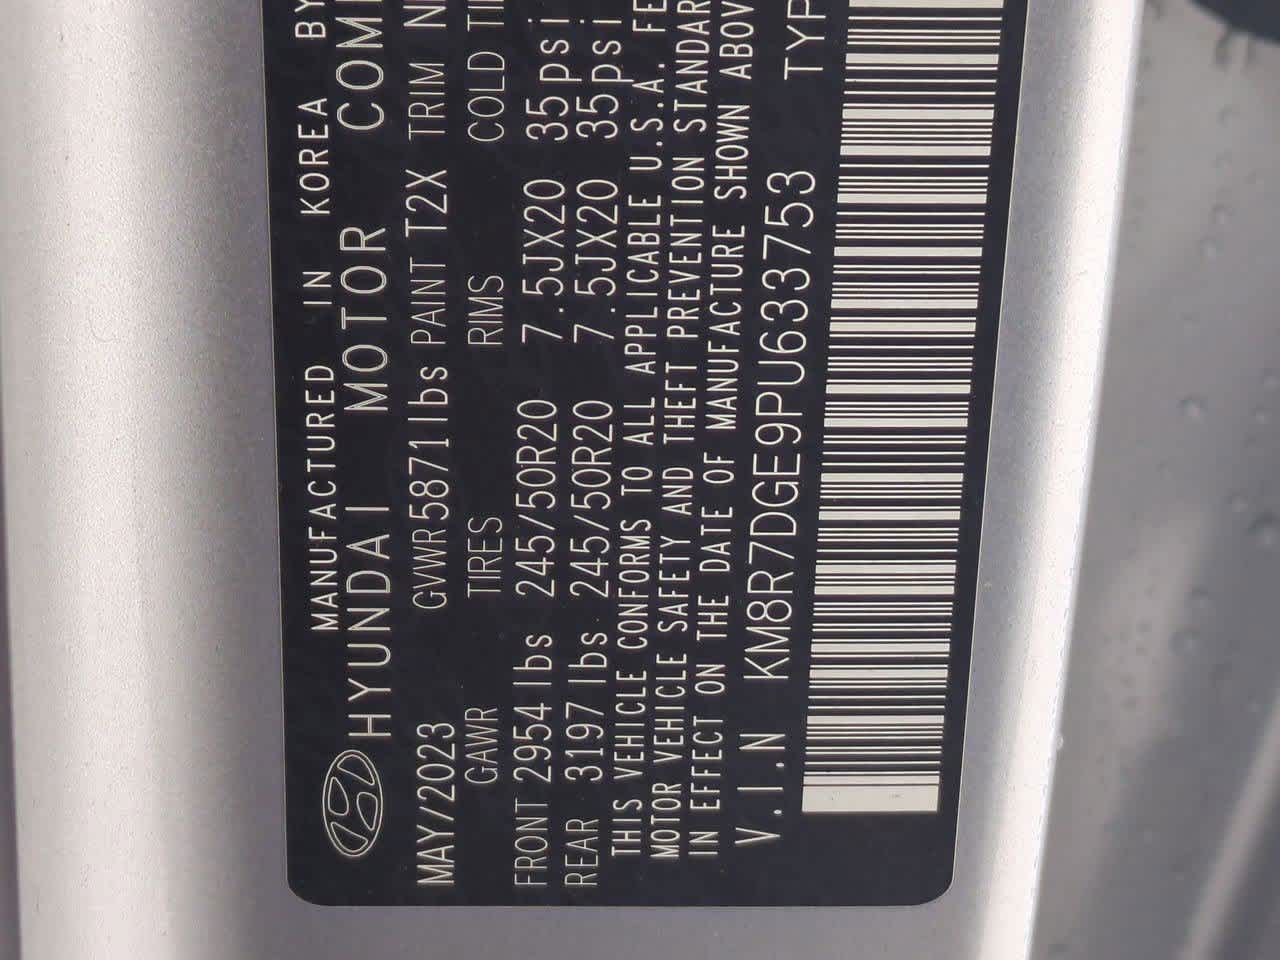 MANUFACTURED IN KOREA BY
HYUNDAI MOTOR COM
MAY/2023 GVWR 5871lbs PAINT T2X TRIM N
GAWR TIRES RIMS COLD TI
FRONT 2954 lbs 245/50R20 7.5JX20 35psi
REAR 3197 lbs 245/50R20 7.5JX20 35psi
THIS VEHICLE CONFORMS TO ALL APPLICABLE U.S.A. FE
MOTOR VEHICLE SAFETY AND THEFT PREVENTION STANDAR
IN EFFECT ON THE DATE OF MANUFACTURE SHOWN ABOV
V.I.N KM8R7DGE9PU633753 TYP